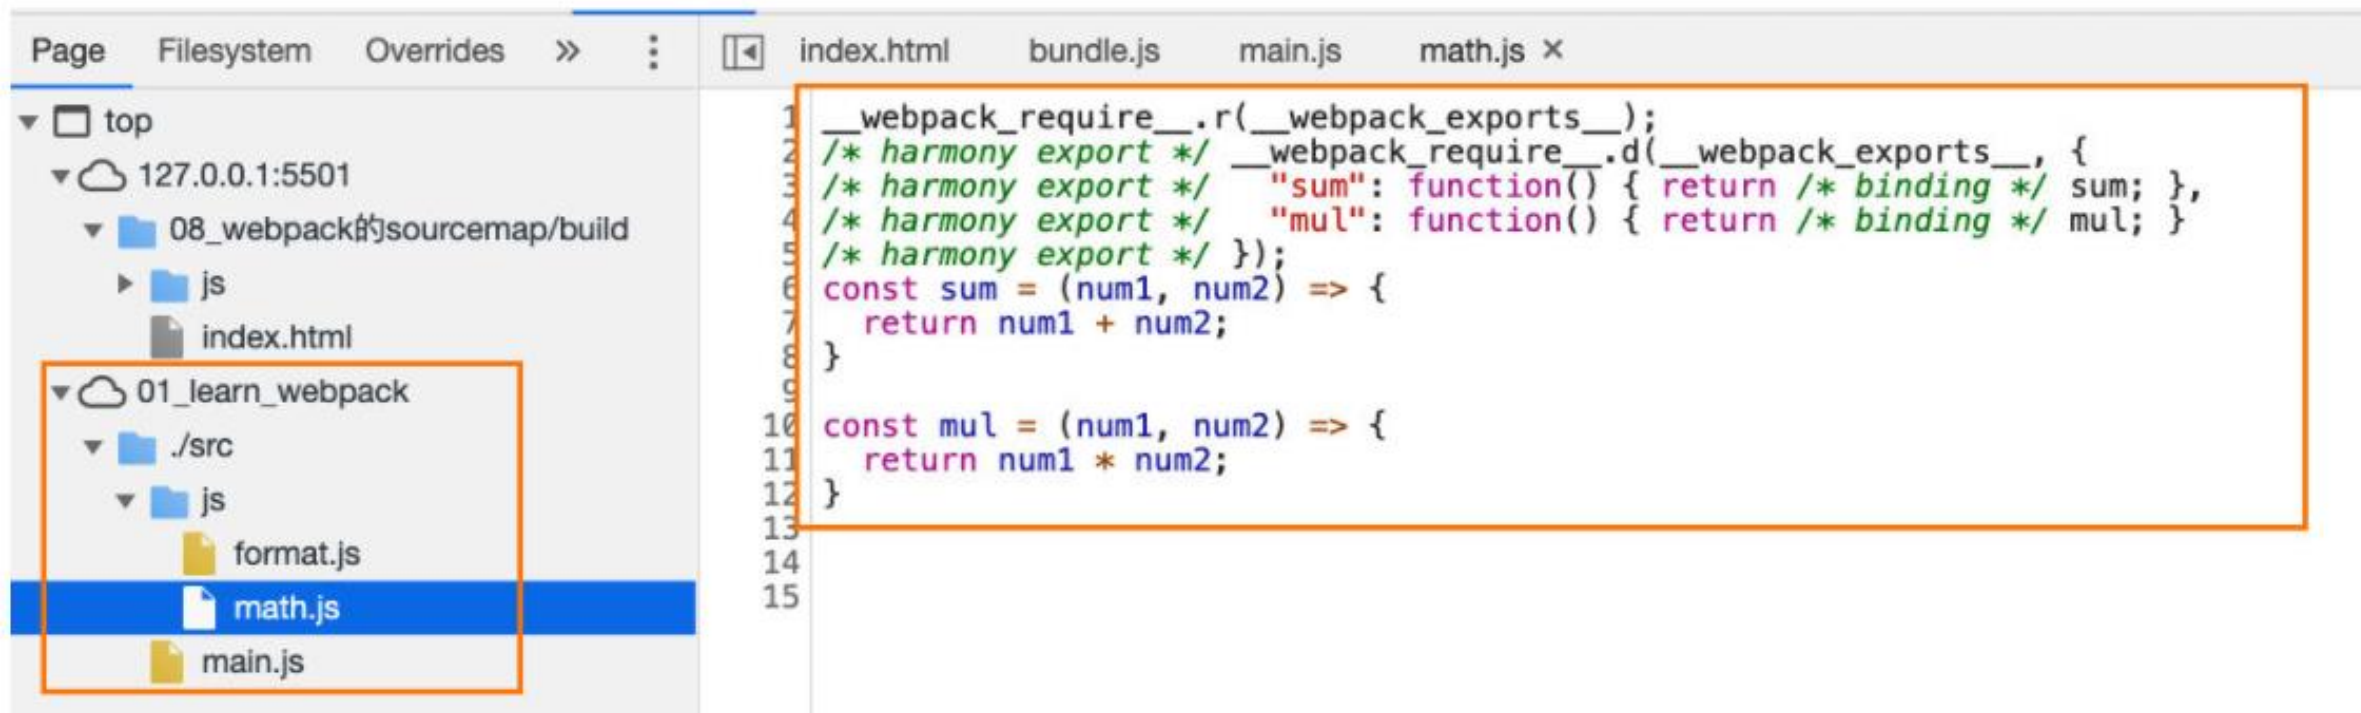 Page Filesystem Overrides »
top
127.0.0.1:5501
08_webpack的sourcemap/build
js
index.html
01_learn_webpack
./src
js
format.js
math.js
main.js
index.html bundle.js main.js math.js ×
1 __webpack_require__.r(__webpack_exports__);
2 /* harmony export */ __webpack_require__.d(__webpack_exports__, {
3 /* harmony export */   "sum": function() { return /* binding */ sum; },
4 /* harmony export */   "mul": function() { return /* binding */ mul; }
5 /* harmony export */ });
6 const sum = (num1, num2) => {
7   return num1 + num2;
8 }
9
10 const mul = (num1, num2) => {
11   return num1 * num2;
12 }
13
14
15